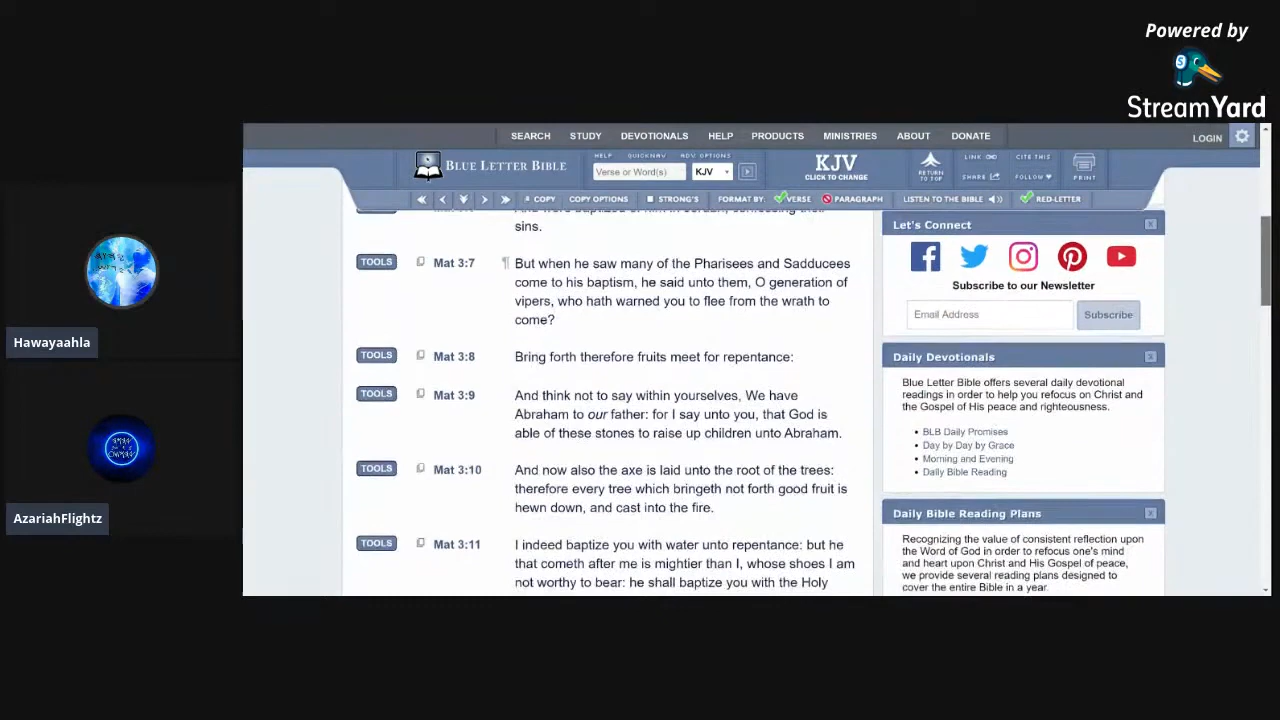 Powered by
StreamYard
SEARCH STUDY DEVOTIONALS HELP PRODUCTS MINISTRIES ABOUT DONATE LOGIN
BLUE LETTER BIBLE
HELP QUICKNAV ADV OPTIONS
Verse or Word(s) KJV
KJV
CLICK TO CHANGE
RETURN TO TOP
LINK CITE THIS
SHARE FOLLOW PRINT
COPY COPY OPTIONS STRONG'S FORMAT BY VERSE PARAGRAPH LISTEN TO THE BIBLE RED-LETTER
sins.
TOOLS Mat 3:7 ¶ But when he saw many of the Pharisees and Sadducees
come to his baptism, he said unto them, O generation of
vipers, who hath warned you to flee from the wrath to
come?
TOOLS Mat 3:8 Bring forth therefore fruits meet for repentance:
TOOLS Mat 3:9 And think not to say within yourselves, We have
Abraham to our father: for I say unto you, that God is
able of these stones to raise up children unto Abraham.
TOOLS Mat 3:10 And now also the axe is laid unto the root of the trees:
therefore every tree which bringeth not forth good fruit is
hewn down, and cast into the fire.
TOOLS Mat 3:11 I indeed baptize you with water unto repentance: but he
that cometh after me is mightier than I, whose shoes I am
not worthy to bear: he shall baptize you with the Holy
Let's Connect
Subscribe to our Newsletter
Email Address Subscribe
Daily Devotionals
Blue Letter Bible offers several daily devotional
readings in order to help you refocus on Christ and
the Gospel of His peace and righteousness.
BLB Daily Promises
Day by Day by Grace
Morning and Evening
Daily Bible Reading
Daily Bible Reading Plans
Recognizing the value of consistent reflection upon
the Word of God in order to refocus one's mind
and heart upon Christ and His Gospel of peace,
we provide several reading plans designed to
cover the entire Bible in a year.
Hawayaahla
AzariahFlightz